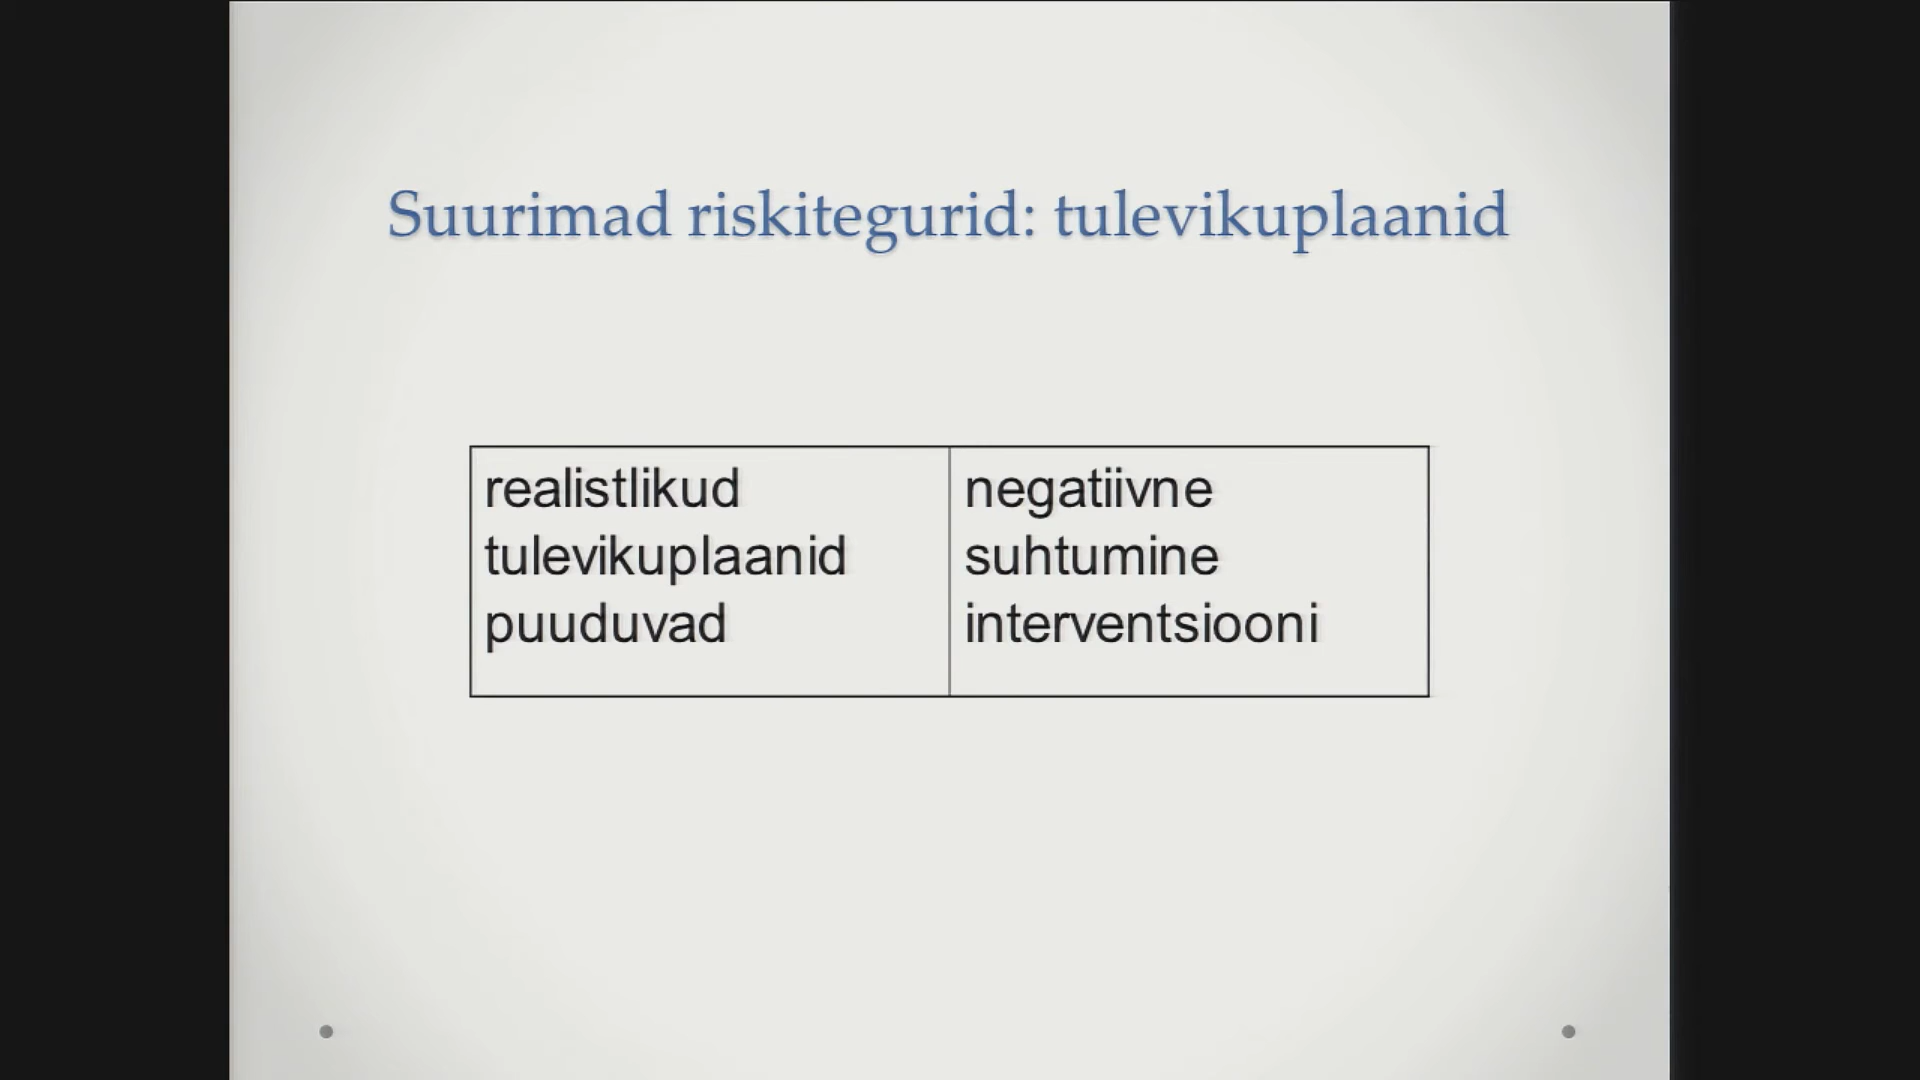 Suurimad riskitegurid: tulevikuplaanid
realistlikud
tulevikuplaanid
puuduvad
negatiivne
suhtumine
interventsiooni